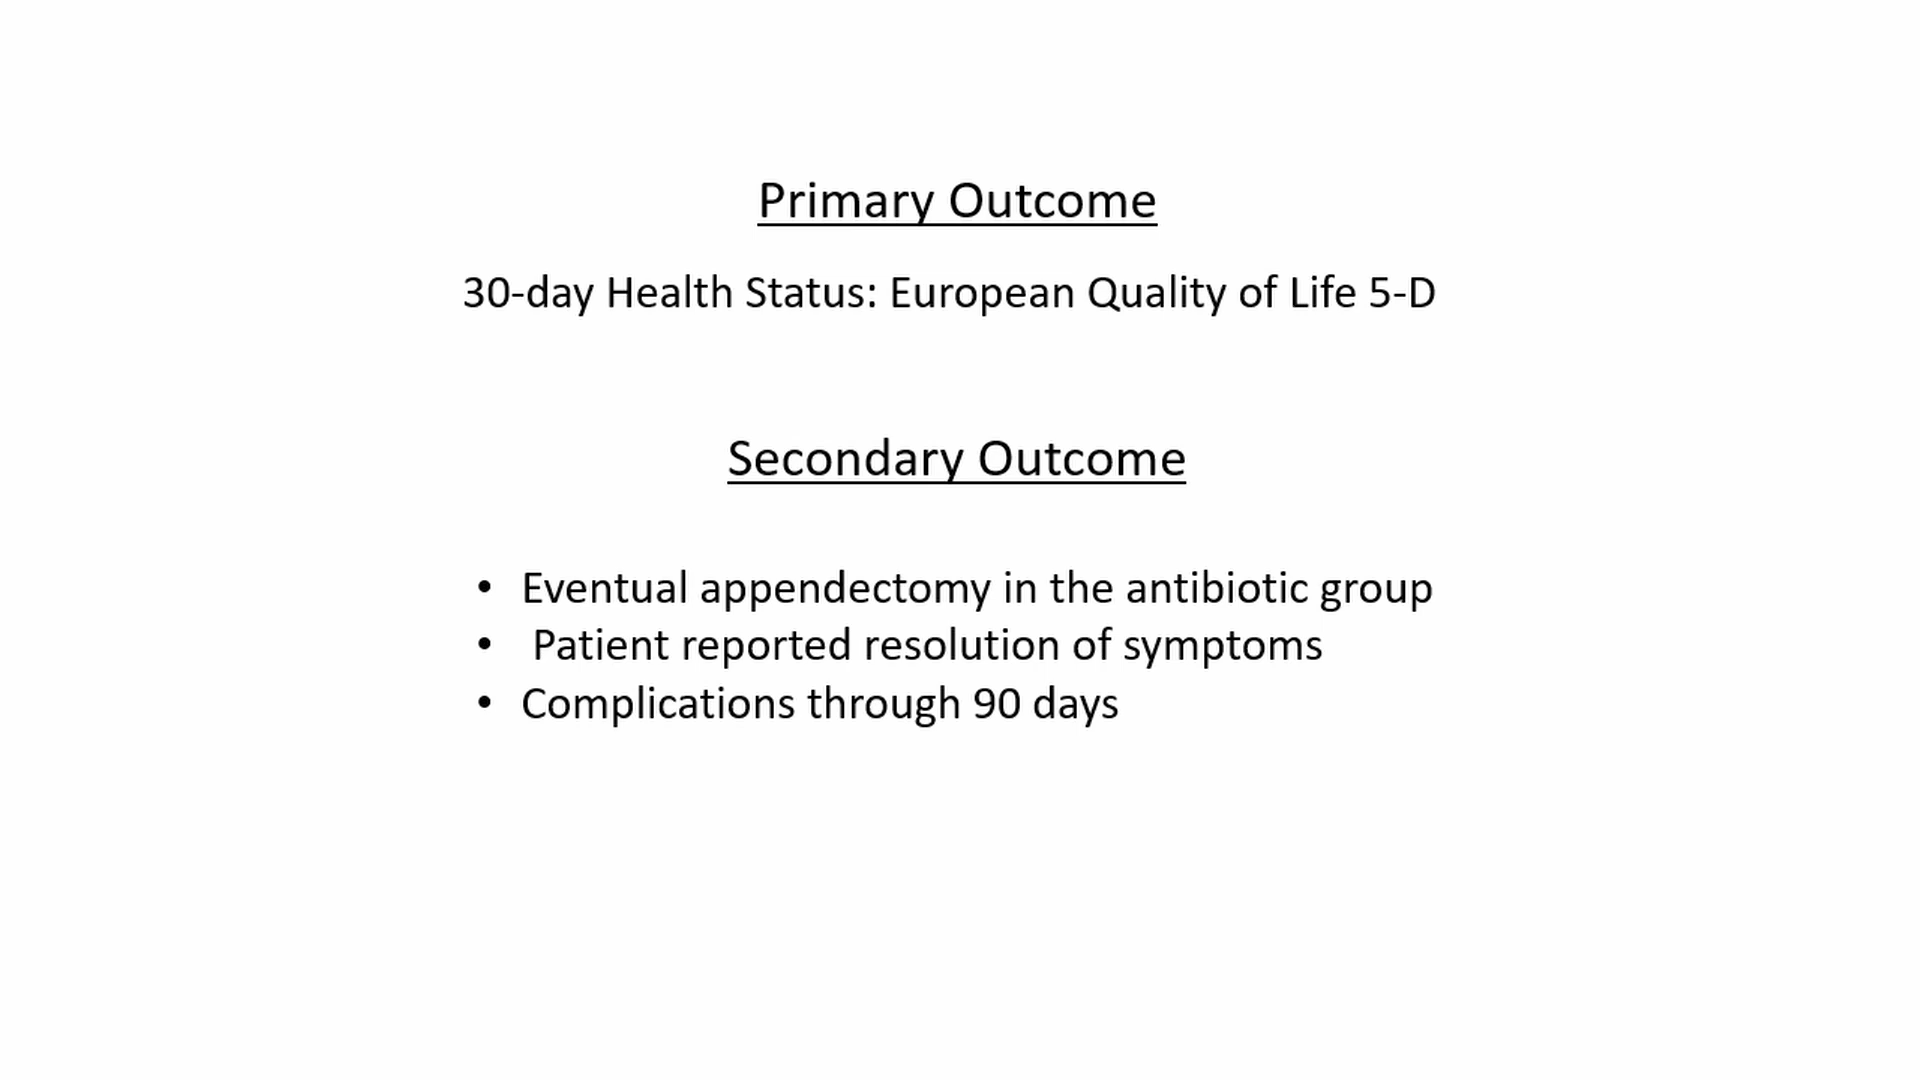 Primary Outcome
30-day Health Status: European Quality of Life 5-D
Secondary Outcome
• Eventual appendectomy in the antibiotic group
• Patient reported resolution of symptoms
• Complications through 90 days